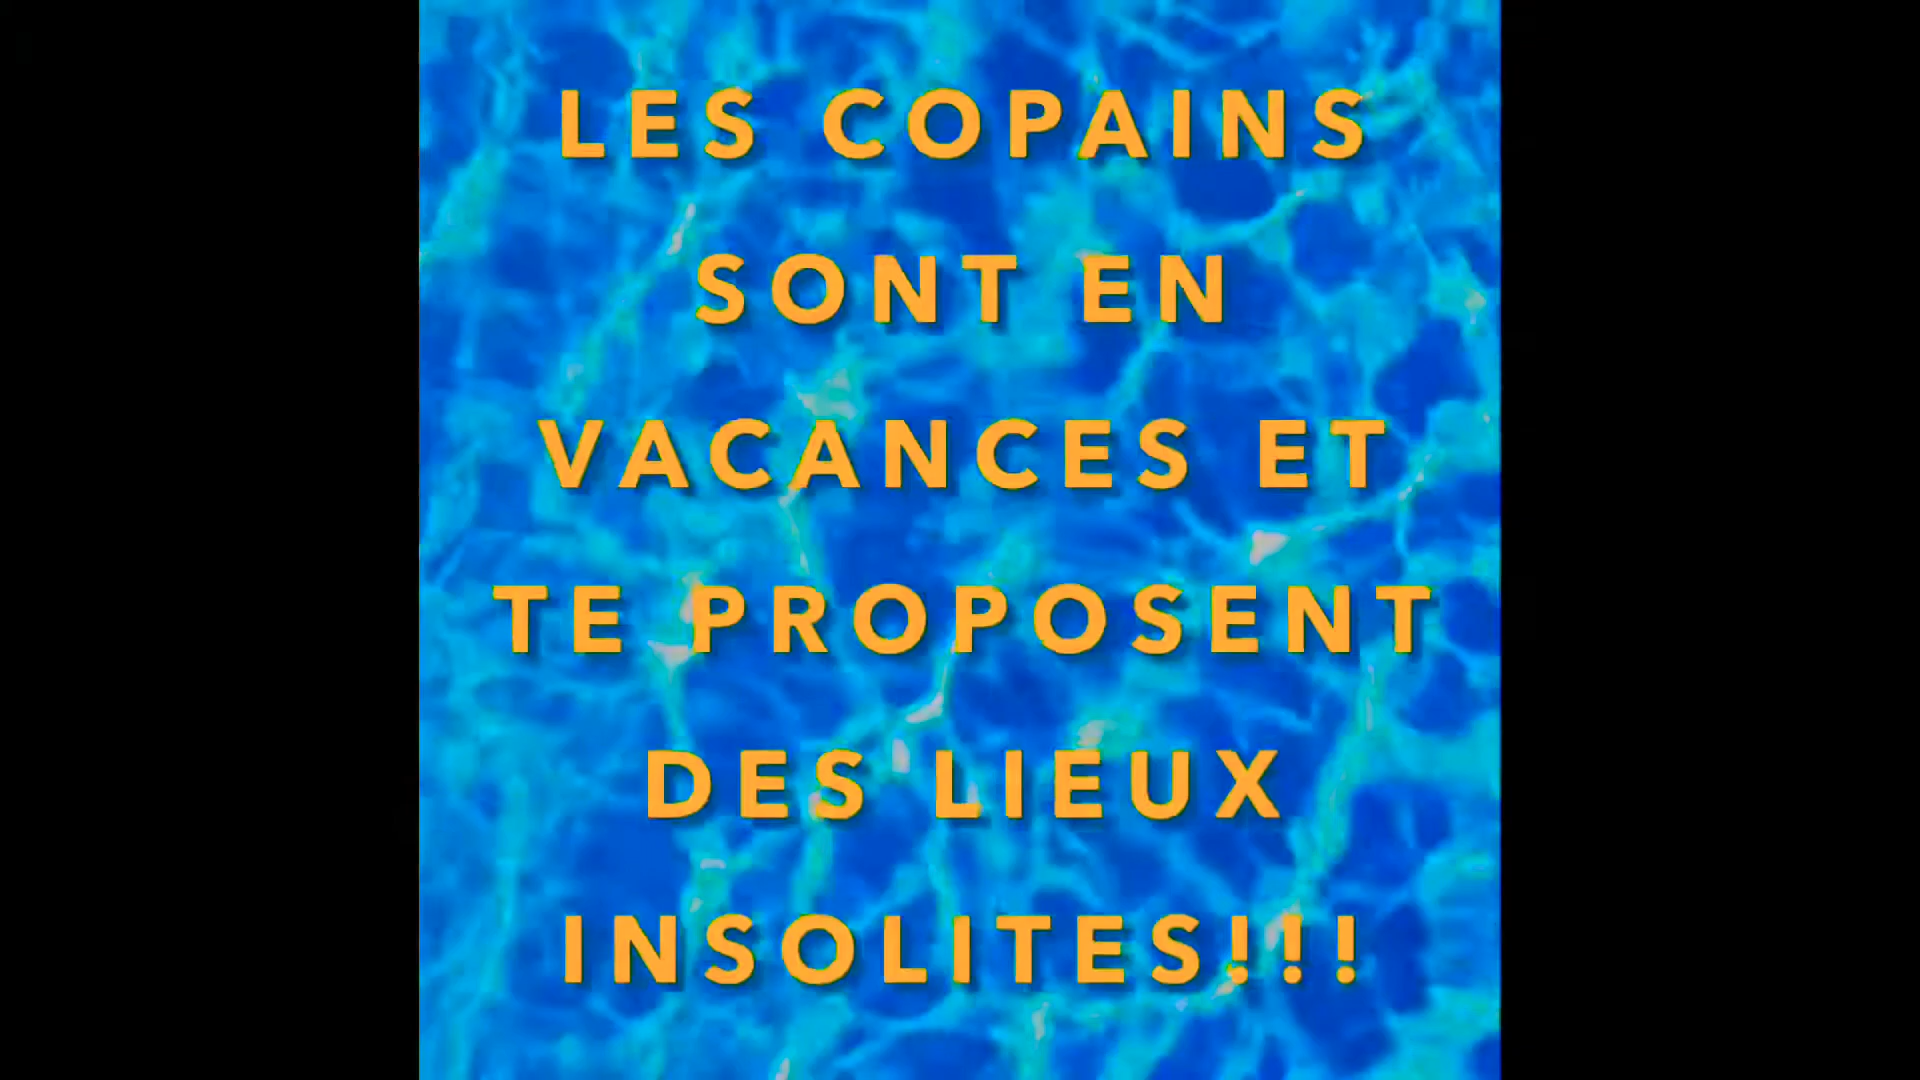 LES COPAINS
SONT EN
VACANCES ET
TE PROPOSENT
DES LIEUX
INSOLITES!!!